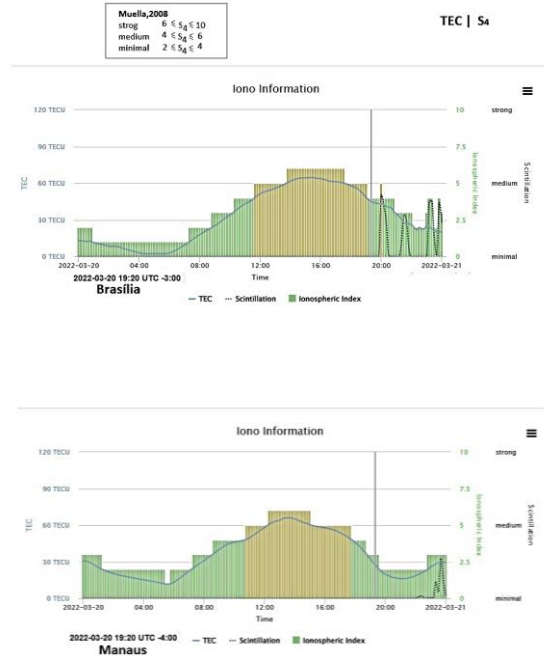 Muella,2008
strog 6 ≤ S4 ≤ 10
medium 4 ≤ S4 ≤ 6
minimal 2 ≤ S4 ≤ 4
TEC | S4
Iono Information
120 TECU
90 TECU
60 TECU
30 TECU
0 TECU
TEC
10
7.5
5
2.5
0
Ionospheric Index
strong
medium
minimal
Scintillation
2022-03-20 04:00 08:00 12:00 16:00 20:00 2022-03-21
Time
2022-03-20 19:20 UTC -3:00
Brasília
TEC Scintillation Ionospheric Index
Iono Information
120 TECU
90 TECU
60 TECU
30 TECU
0 TECU
TEC
10
7.5
5
2.5
0
Ionospheric Index
strong
medium
minimal
Scintillation
2022-03-20 04:00 08:00 12:00 16:00 20:00 2022-03-21
Time
2022-03-20 19:20 UTC -4:00
Manaus
TEC Scintillation Ionospheric Index